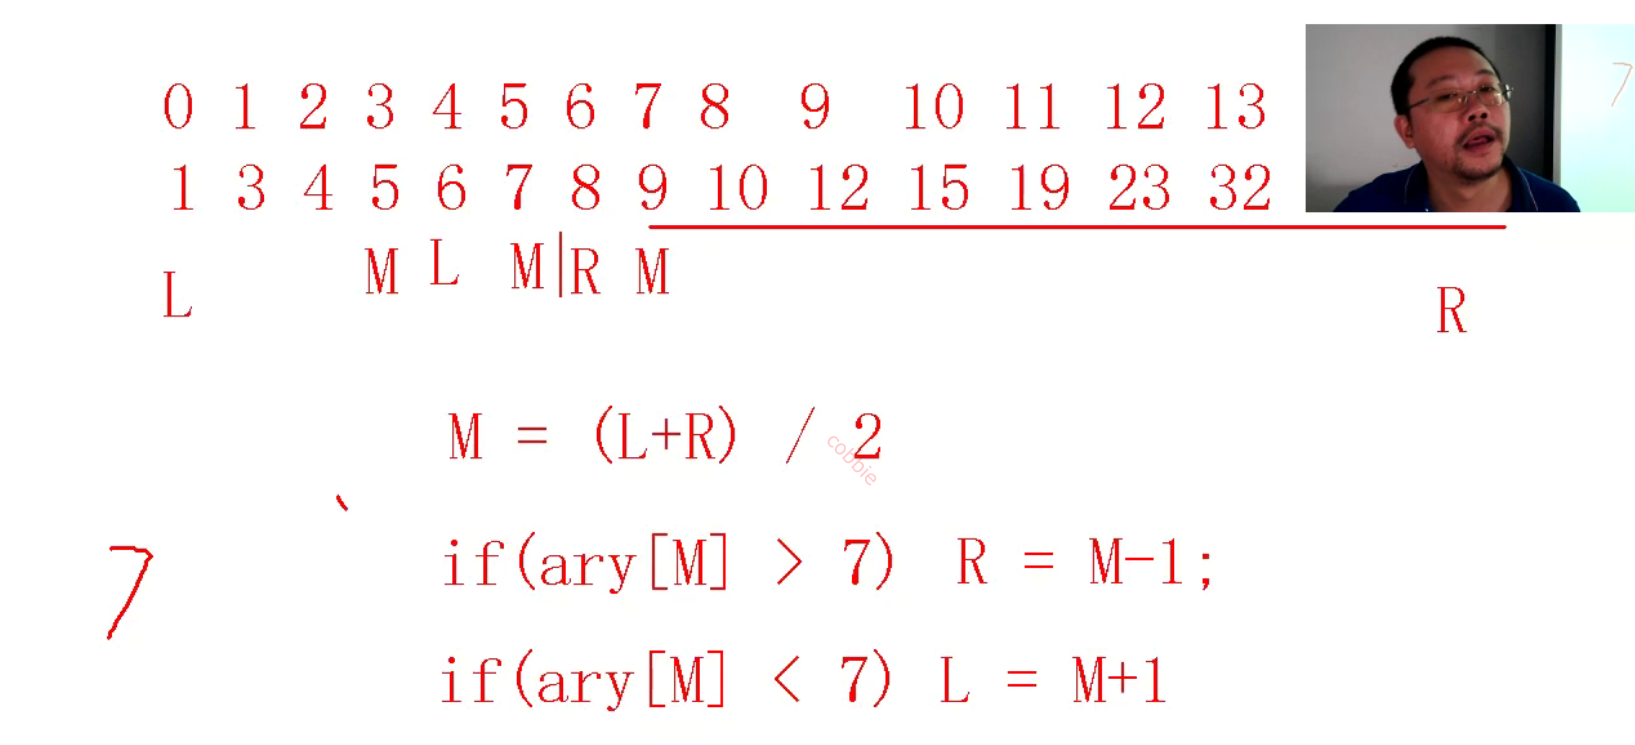 0 1 2 3 4 5 6 7 8 9 10 11 12 13
1 3 4 5 6 7 8 9 10 12 15 19 23 32
L M L M|R M R
M = (L+R) / 2
cobbie
7
if(ary[M] > 7) R = M-1;
if(ary[M] < 7) L = M+1
7